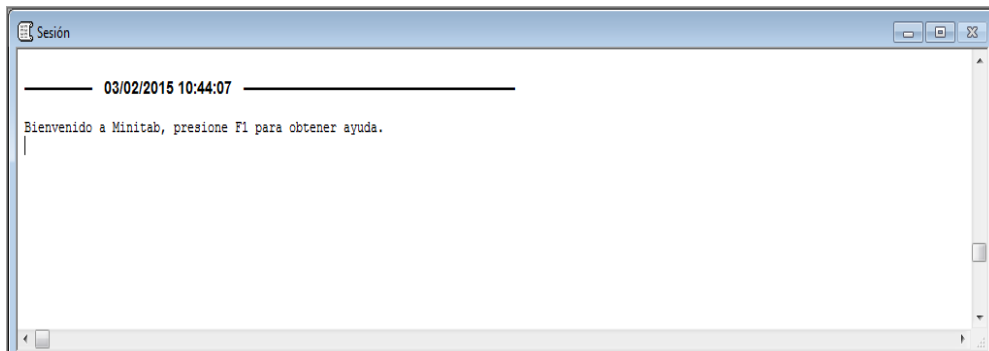 Sesión
03/02/2015 10:44:07
Bienvenido a Minitab, presione F1 para obtener ayuda.